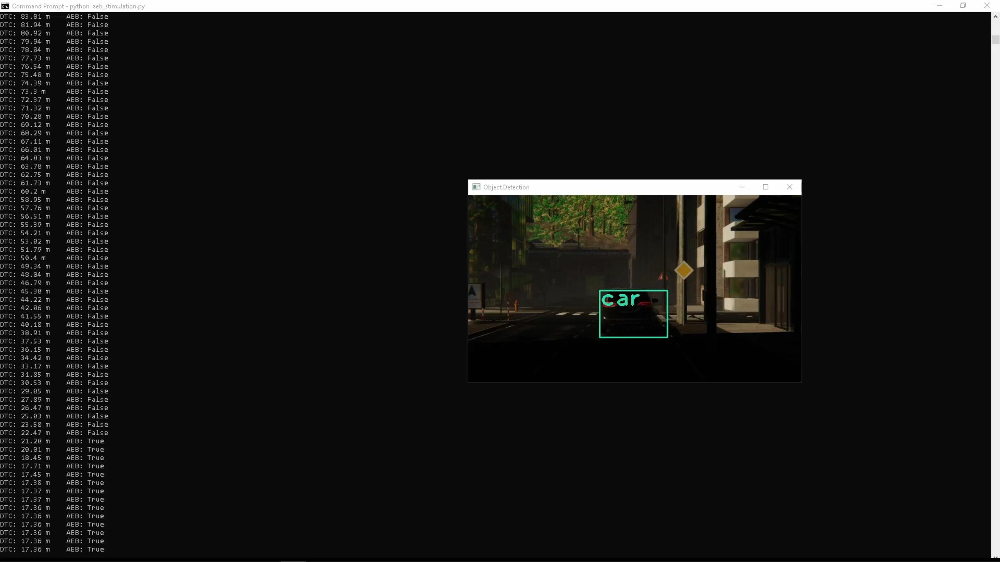 Command Prompt - python  aeb_stimulation.py
DTC: 83.01 m    AEB: False
DTC: 81.94 m    AEB: False
DTC: 80.92 m    AEB: False
DTC: 79.94 m    AEB: False
DTC: 78.84 m    AEB: False
DTC: 77.73 m    AEB: False
DTC: 76.54 m    AEB: False
DTC: 75.48 m    AEB: False
DTC: 74.39 m    AEB: False
DTC: 73.3 m     AEB: False
DTC: 72.37 m    AEB: False
DTC: 71.32 m    AEB: False
DTC: 70.28 m    AEB: False
DTC: 69.12 m    AEB: False
DTC: 68.29 m    AEB: False
DTC: 67.11 m    AEB: False
DTC: 66.01 m    AEB: False
DTC: 64.83 m    AEB: False
DTC: 63.78 m    AEB: False
DTC: 62.75 m    AEB: False
DTC: 61.73 m    AEB: False
DTC: 60.2 m     AEB: False
DTC: 58.95 m    AEB: False
DTC: 57.76 m    AEB: False
DTC: 56.51 m    AEB: False
DTC: 55.39 m    AEB: False
DTC: 54.21 m    AEB: False
DTC: 53.02 m    AEB: False
DTC: 51.79 m    AEB: False
DTC: 50.4 m     AEB: False
DTC: 49.34 m    AEB: False
DTC: 48.04 m    AEB: False
DTC: 46.79 m    AEB: False
DTC: 45.38 m    AEB: False
DTC: 44.22 m    AEB: False
DTC: 42.86 m    AEB: False
DTC: 41.55 m    AEB: False
DTC: 40.18 m    AEB: False
DTC: 38.91 m    AEB: False
DTC: 37.53 m    AEB: False
DTC: 36.15 m    AEB: False
DTC: 34.42 m    AEB: False
DTC: 33.17 m    AEB: False
DTC: 31.85 m    AEB: False
DTC: 30.53 m    AEB: False
DTC: 29.05 m    AEB: False
DTC: 27.89 m    AEB: False
DTC: 26.47 m    AEB: False
DTC: 25.03 m    AEB: False
DTC: 23.58 m    AEB: False
DTC: 22.47 m    AEB: False
DTC: 21.28 m    AEB: True
DTC: 20.01 m    AEB: True
DTC: 18.45 m    AEB: True
DTC: 17.71 m    AEB: True
DTC: 17.45 m    AEB: True
DTC: 17.38 m    AEB: True
DTC: 17.37 m    AEB: True
DTC: 17.37 m    AEB: True
DTC: 17.36 m    AEB: True
DTC: 17.36 m    AEB: True
DTC: 17.36 m    AEB: True
DTC: 17.36 m    AEB: True
DTC: 17.36 m    AEB: True
DTC: 17.36 m    AEB: True
Object Detection
car